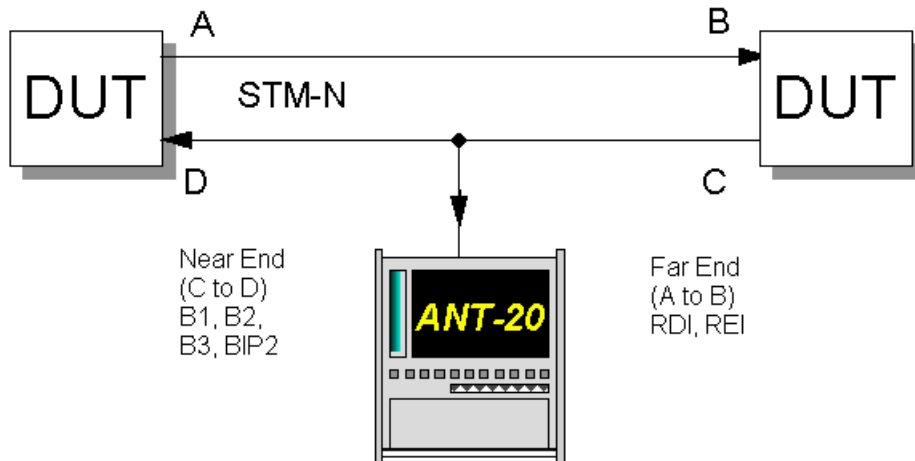 A
B
DUT
STM-N
DUT
D
C
Near End
(C to D)
B1, B2,
B3, BIP2
ANT-20
Far End
(A to B)
RDI, REI